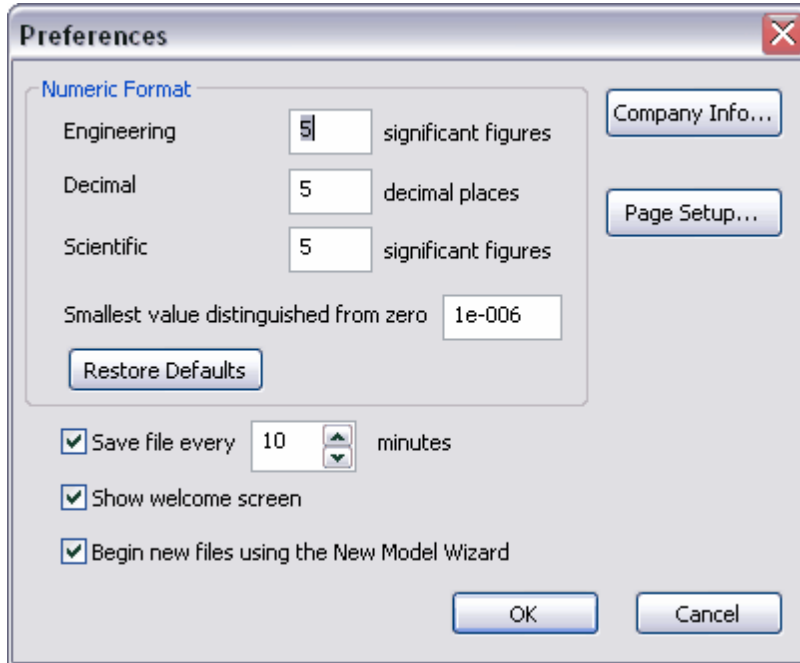 Preferences
Numeric Format
Engineering 5 significant figures
Company Info...
Decimal 5 decimal places
Page Setup...
Scientific 5 significant figures
Smallest value distinguished from zero 1e-006
Restore Defaults
Save file every 10 minutes
Show welcome screen
Begin new files using the New Model Wizard
OK Cancel